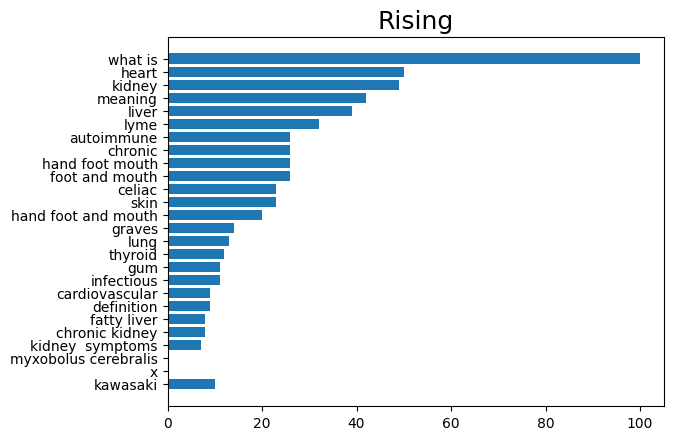 Rising
what is
heart
kidney
meaning
liver
lyme
autoimmune
chronic
hand foot mouth
foot and mouth
celiac
skin
hand foot and mouth
graves
lung
thyroid
gum
infectious
cardiovascular
definition
fatty liver
chronic kidney
kidney  symptoms
myxobolus cerebralis
x
kawasaki
0 20 40 60 80 100